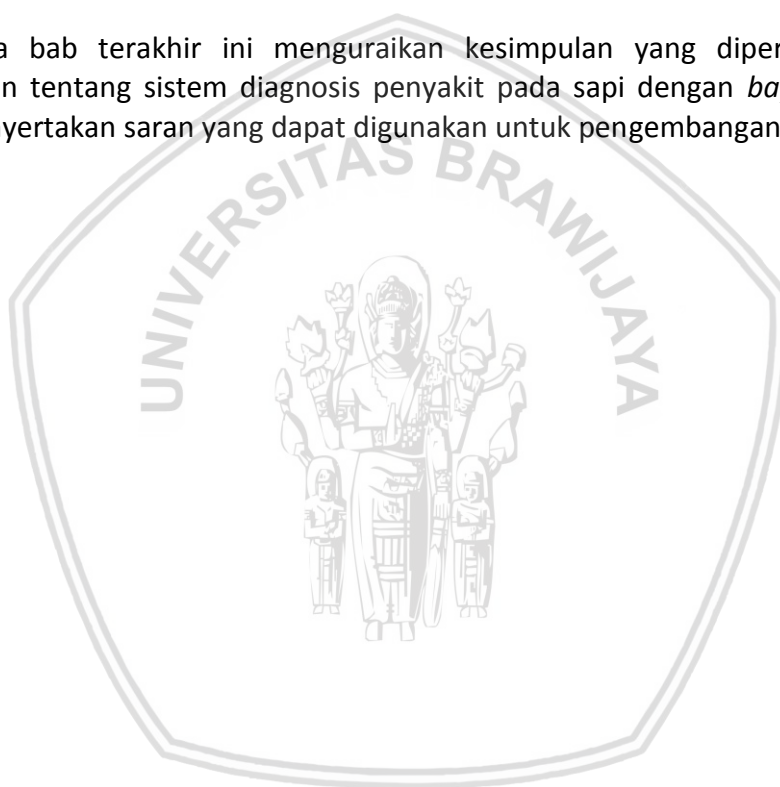 a bab terakhir ini menguraikan kesimpulan yang diper
n tentang sistem diagnosis penyakit pada sapi dengan ba
yertakan saran yang dapat digunakan untuk pengembangan
UNIVERSITAS BRAWIJAYA